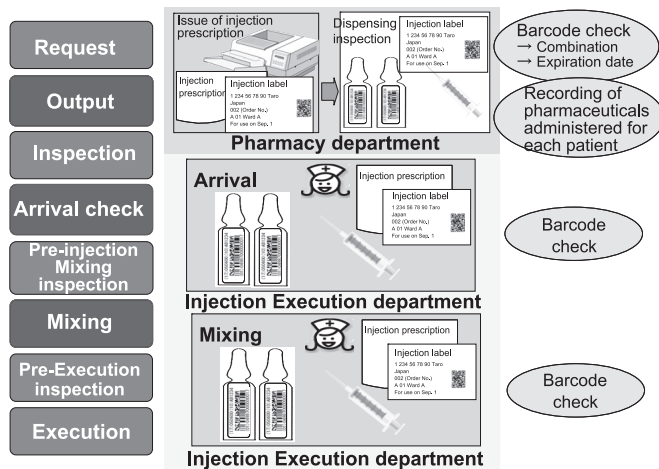 Request
Output
Inspection
Arrival check
Pre-injection
Mixing
inspection
Mixing
Pre-Execution
inspection
Execution
Issue of injection
prescription
Injection
prescription
Injection label
1 234 56 78 90 Taro
Japan
002 (Order No.)
A 01 Ward A
For use on Sep. 1
Dispensing
inspection
Injection label
1 234 56 78 90 Taro
Japan
002 (Order No.)
A 01 Ward A
For use on Sep. 1
Pharmacy department
Arrival
Injection prescription
Injection label
1 234 56 78 90 Taro
Japan
002 (Order No.)
A 01 Ward A
For use on Sep. 1
Injection Execution department
Mixing
Injection prescription
Injection label
1 234 56 78 90 Taro
Japan
002 (Order No.)
A 01 Ward A
For use on Sep. 1
Injection Execution department
Barcode check
→ Combination
→ Expiration date
Recording of
pharmaceuticals
administered for
each patient
Barcode
check
Barcode
check